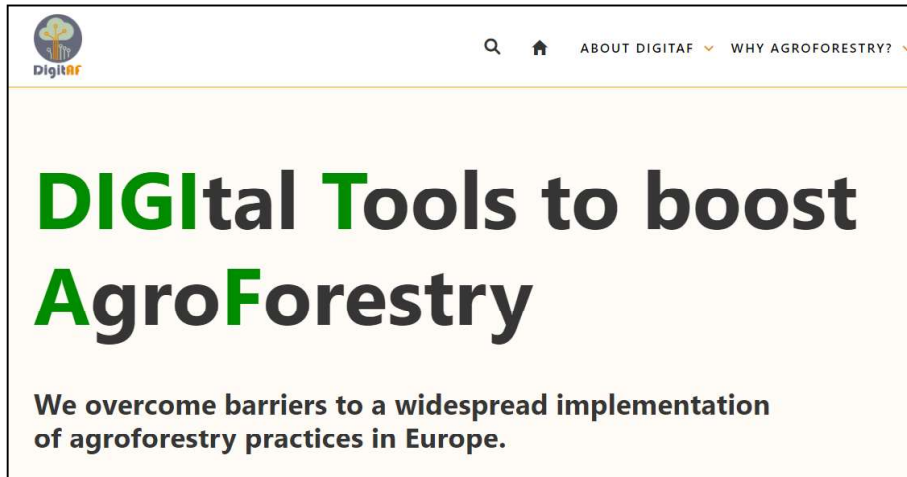 DigitAF
ABOUT DIGITAF WHY AGROFORESTRY?
DIGItal Tools to boost
AgroForestry
We overcome barriers to a widespread implementation
of agroforestry practices in Europe.